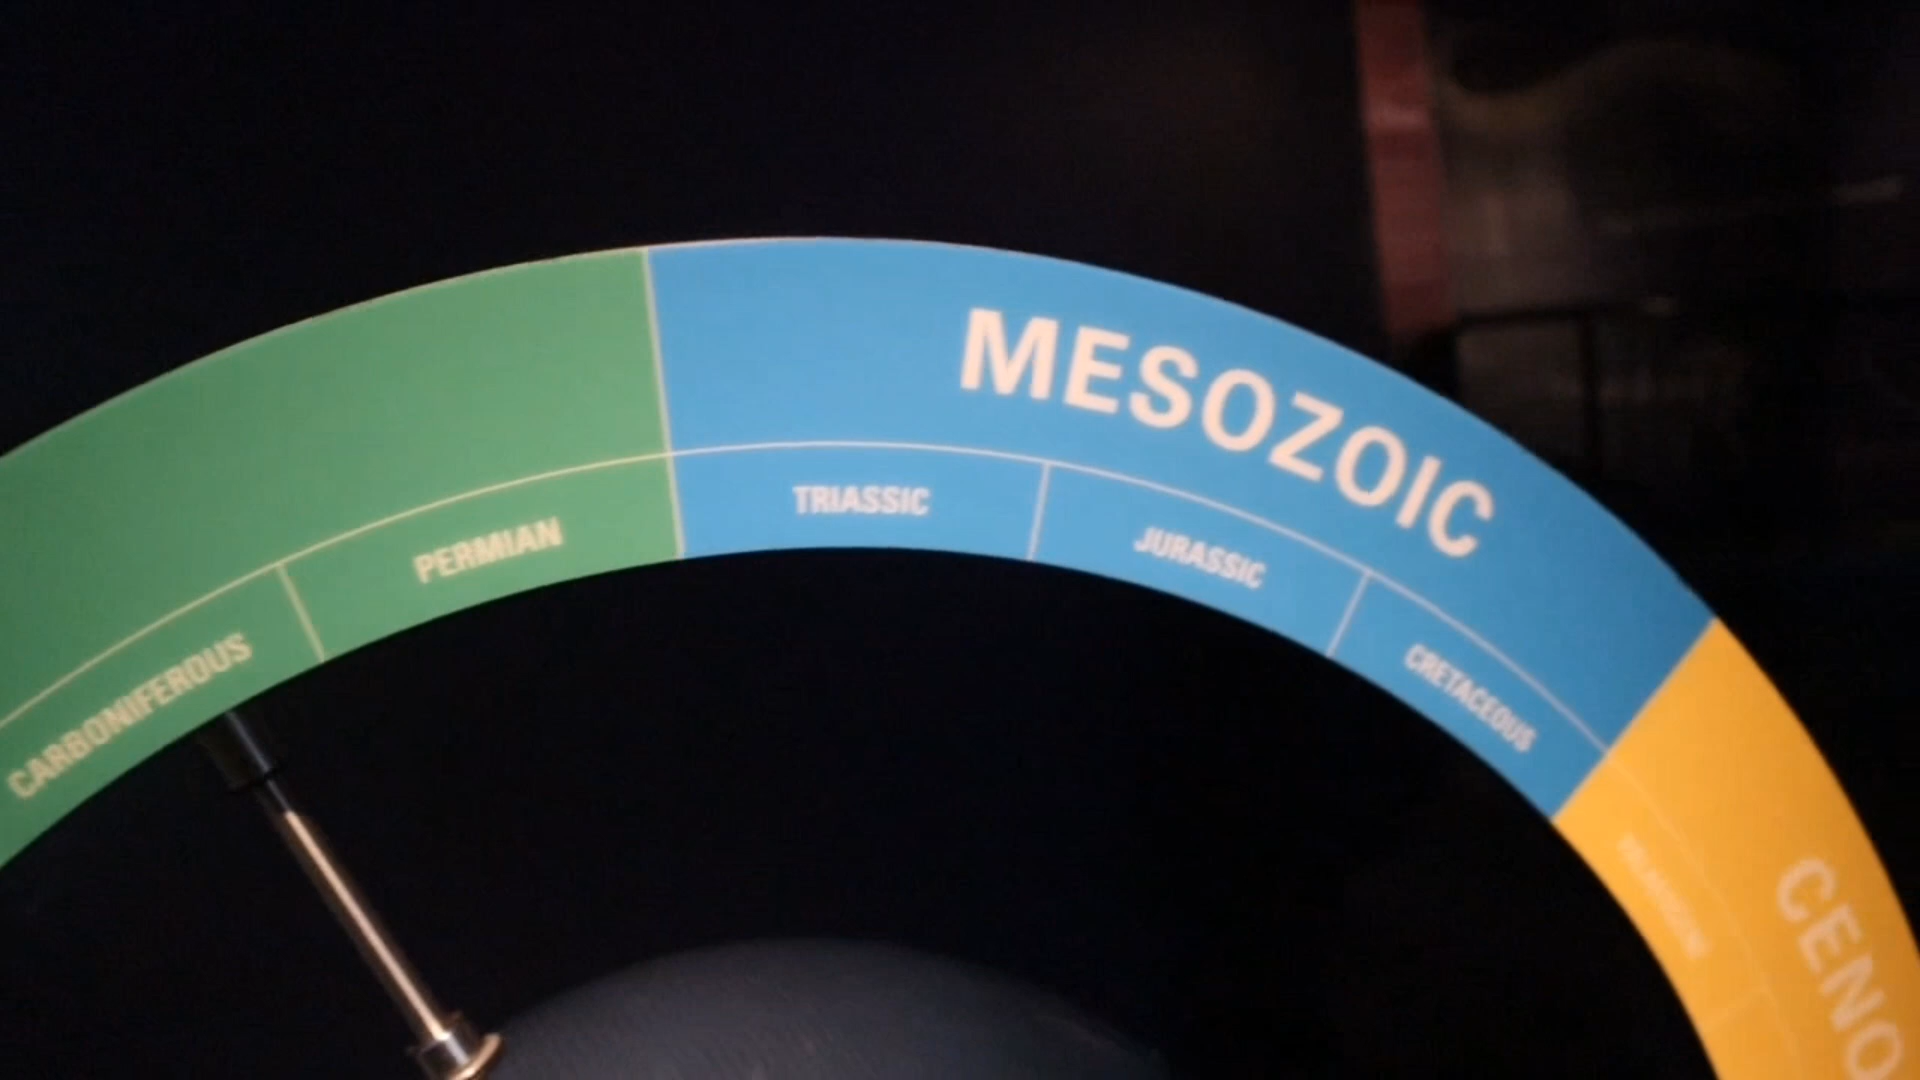 MESOZOIC
CARBONIFEROUS
PERMIAN
TRIASSIC
JURASSIC
CRETACEOUS
CENO